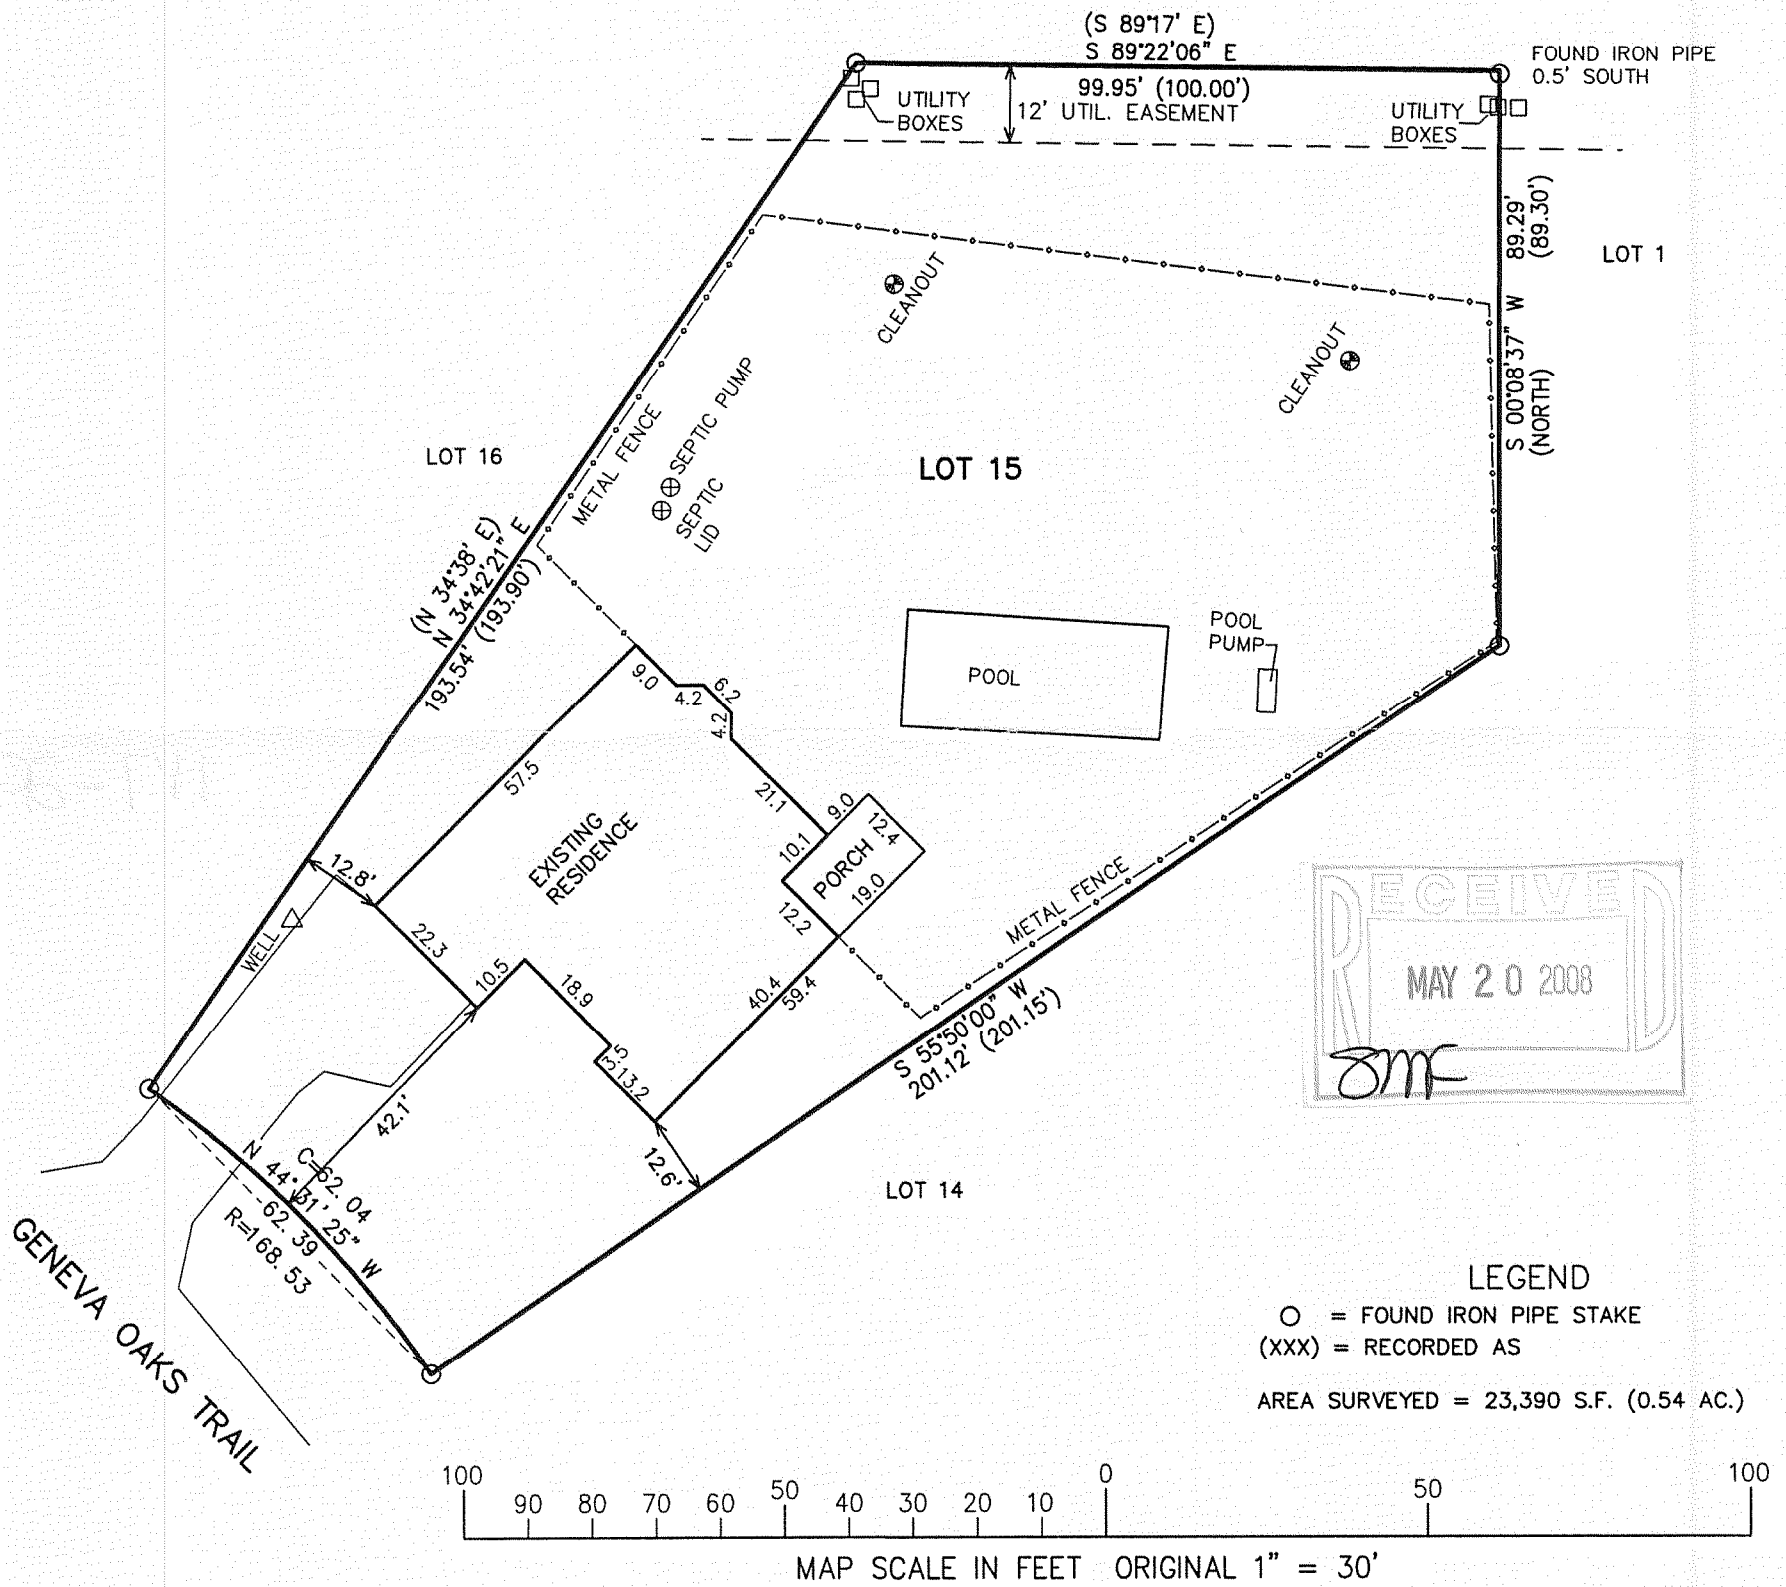 (S 89°17' E)
S 89°22'06" E
99.95' (100.00')
12' UTIL. EASEMENT
FOUND IRON PIPE
0.5' SOUTH
UTILITY
BOXES
UTILITY
BOXES
89.29'
(89.30')
LOT 1
S 00°08'37" W
(NORTH)
CLEANOUT
CLEANOUT
METAL FENCE
SEPTIC PUMP
SEPTIC
LID
LOT 16
LOT 15
(N 34°38' E)
N 34°42'21" E
193.54' (193.90')
POOL
POOL
PUMP
9.0
4.2
6.2
4.2
57.5
21.1
9.0
12.4
10.1
PORCH
19.0
12.2
EXISTING
RESIDENCE
12.8'
22.3
WELL
10.5
18.9
40.4
59.4
3.5
13.2
42.1'
12.6'
METAL FENCE
S 55°50'00" W
201.12' (201.15')
RECEIVED
MAY 20 2008
SMC
C=62.04
N 44°31'25" W
62.39
R=168.53
LOT 14
GENEVA OAKS TRAIL
LEGEND
O = FOUND IRON PIPE STAKE
(XXX) = RECORDED AS
AREA SURVEYED = 23,390 S.F. (0.54 AC.)
100 90 80 70 60 50 40 30 20 10 0 50 100
MAP SCALE IN FEET ORIGINAL 1" = 30'